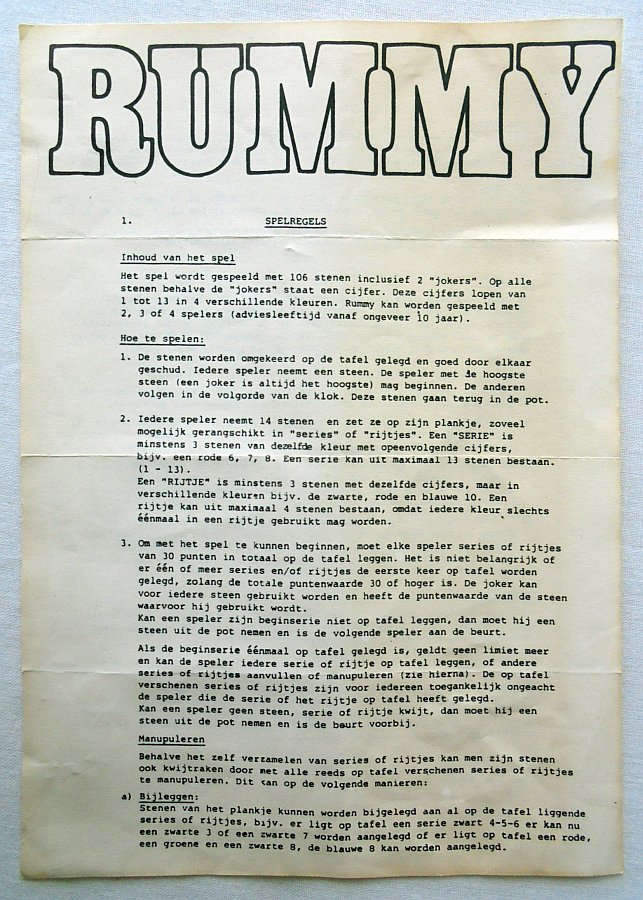 RUMMY
1. SPELREGELS
Inhoud van het spel
Het spel wordt gespeeld met 106 stenen inclusief 2 "jokers". Op alle
stenen behalve de "jokers" staat een cijfer. Deze cijfers lopen van
1 tot 13 in 4 verschillende kleuren. Rummy kan worden gespeeld met
2, 3 of 4 spelers (adviesleeftijd vanaf ongeveer 10 jaar).
Hoe te spelen:
1. De stenen worden omgekeerd op de tafel gelegd en goed door elkaar
geschud. Iedere speler neemt een steen. De speler met de hoogste
steen (een joker is altijd het hoogste) mag beginnen. De anderen
volgen in de volgorde van de klok. Deze stenen gaan terug in de pot.
2. Iedere speler neemt 14 stenen en zet ze op zijn plankje, zoveel
mogelijk gerangschikt in "series" of "rijtjes". Een "SERIE" is
minstens 3 stenen van dezelfde kleur met opeenvolgende cijfers,
bijv. een rode 6, 7, 8. Een serie kan uit maximaal 13 stenen bestaan.
(1 - 13).
Een "RIJTJE" is minstens 3 stenen met dezelfde cijfers, maar in
verschillende kleuren bijv. de zwarte, rode en blauwe 10. Een
rijtje kan uit maximaal 4 stenen bestaan, omdat iedere kleur slechts
éénmaal in een rijtje gebruikt mag worden.
3. Om met het spel te kunnen beginnen, moet elke speler series of rijtjes
van 30 punten in totaal op de tafel leggen. Het is niet belangrijk of
er één of meer series en/of rijtjes de eerste keer op tafel worden
gelegd, zolang de totale puntenwaarde 30 of hoger is. De joker kan
voor iedere steen gebruikt worden en heeft de puntenwaarde van de steen
waarvoor hij gebruikt wordt.
Kan een speler zijn beginserie niet op tafel leggen, dan moet hij een
steen uit de pot nemen en is de volgende speler aan de beurt.
Als de beginserie éénmaal op tafel gelegd is, geldt geen limiet meer
en kan de speler iedere serie of rijtje op tafel leggen, of andere
series of rijtjes aanvullen of manupuleren (zie hierna). De op tafel
verschenen series of rijtjes zijn voor iedereen toegankelijk ongeacht
de speler die de serie of het rijtje op tafel heeft gelegd.
Kan een speler geen steen, serie of rijtje kwijt, dan moet hij een
steen uit de pot nemen en is de beurt voorbij.
Manupuleren
Behalve het zelf verzamelen van series of rijtjes kan men zijn stenen
ook kwijtraken door met alle reeds op tafel verschenen series of rijtjes
te manupuleren. Dit kan op de volgende manieren:
a) Bijleggen:
Stenen van het plankje kunnen worden bijgelegd aan al op de tafel liggende
series of rijtjes, bijv. er ligt op tafel een serie zwart 4-5-6 er kan nu
een zwarte 3 of een zwarte 7 worden aangelegd of er ligt op tafel een rode,
een groene en een zwarte 8, de blauwe 8 kan worden aangelegd.